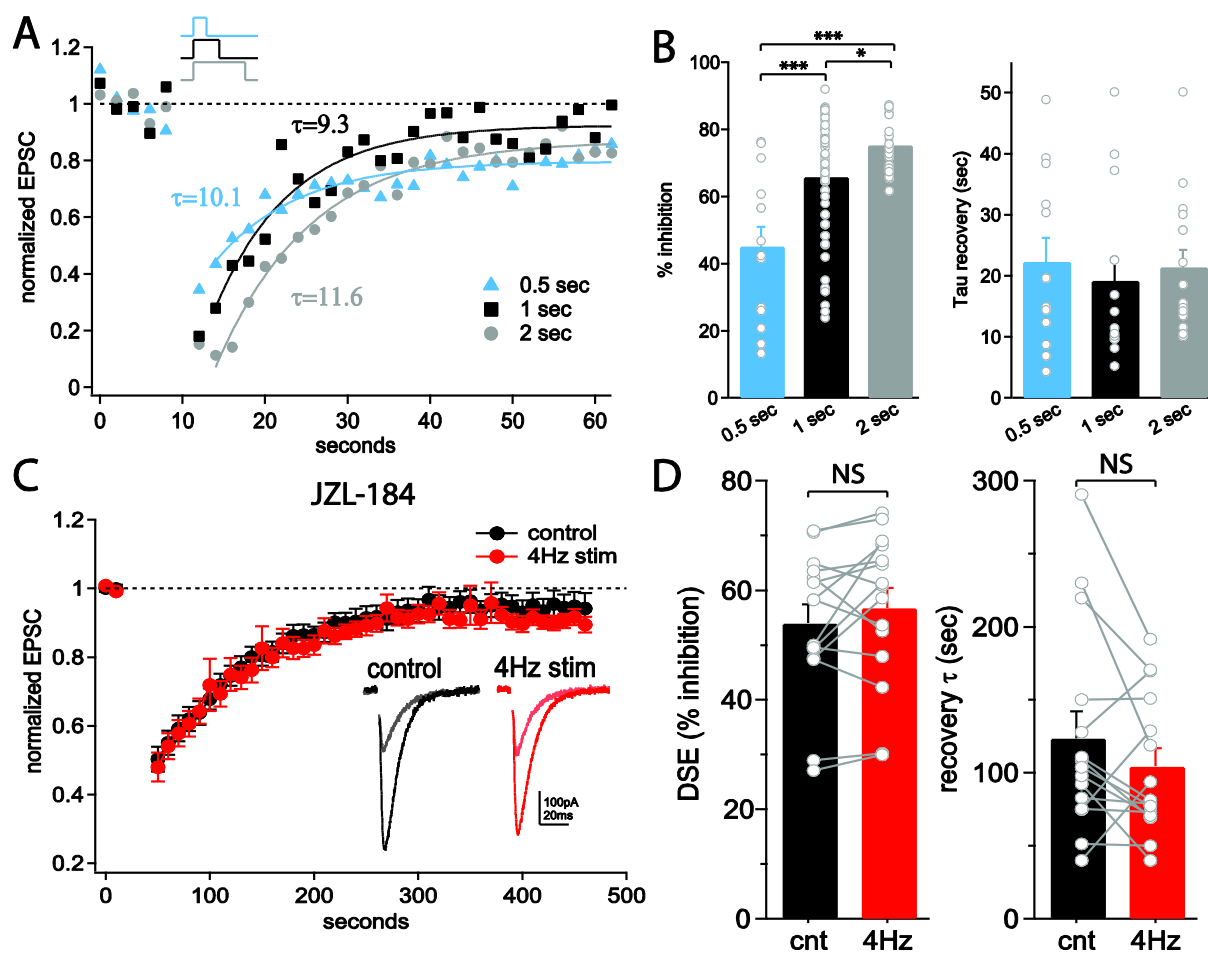 A
1.2
1
0.8
0.6
0.4
0.2
0
normalized EPSC
τ=9.3
τ=10.1
τ=11.6
0.5 sec
1 sec
2 sec
0 10 20 30 40 50 60
seconds
B
100
80
60
40
20
0
% inhibition
***
*** *
0.5 sec 1 sec 2 sec
50
40
30
20
10
0
Tau recovery (sec)
0.5 sec 1 sec 2 sec
C
JZL-184
1.2
1
0.8
0.6
0.4
0.2
normalized EPSC
control
4Hz stim
control 4Hz stim
100pA
20ms
0 100 200 300 400 500
seconds
D
80
60
40
20
0
DSE (% inhibition)
NS
cnt 4Hz
300
200
100
0
recovery τ (sec)
NS
cnt 4Hz